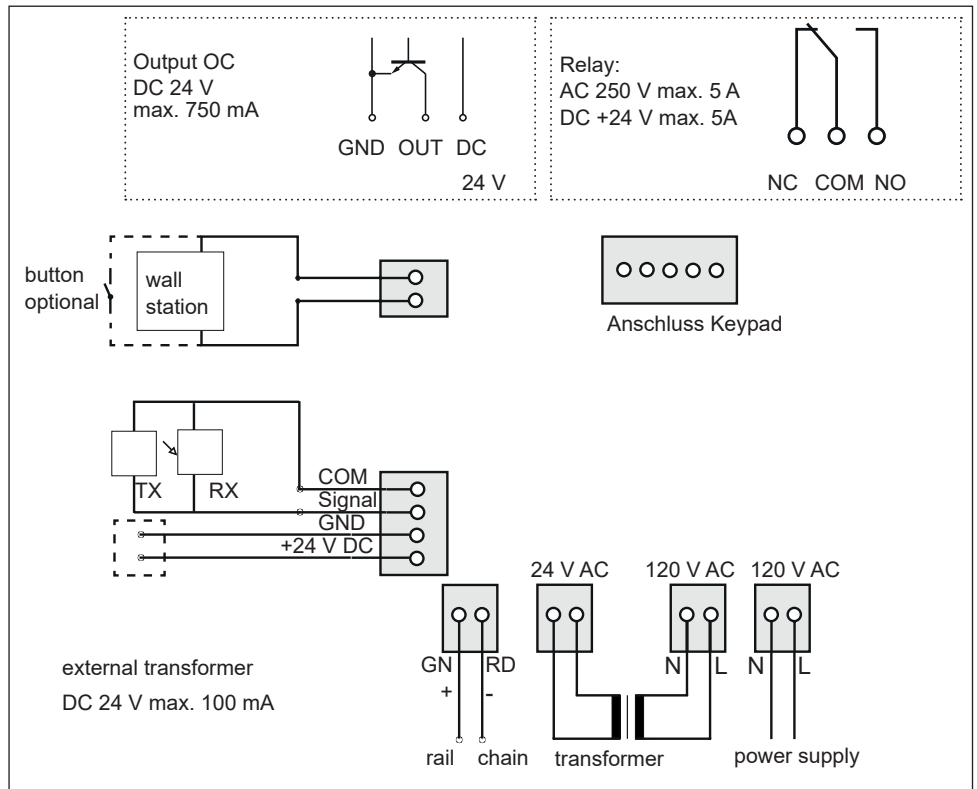 Output OC
DC 24 V
max. 750 mA
GND OUT DC
24 V
Relay:
AC 250 V max. 5 A
DC +24 V max. 5A
NC COM NO
button
optional
wall
station
Anschluss Keypad
TX RX
COM
Signal
GND
+24 V DC
24 V AC 120 V AC 120 V AC
GN RD
+ -
N L N L
external transformer
DC 24 V max. 100 mA
rail chain transformer power supply